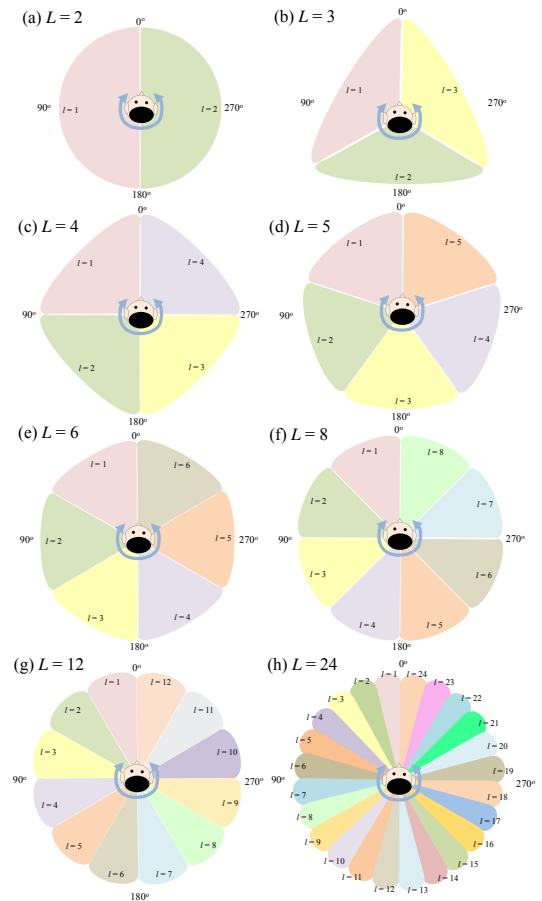 (a) L = 2
0°
90°
l = 1
l = 2
270°
180°
(b) L = 3
0°
l = 1
l = 3
90°
270°
l = 2
180°
(c) L = 4
0°
l = 1
l = 4
90°
270°
l = 2
l = 3
180°
(d) L = 5
0°
l = 1
l = 5
90°
270°
l = 2
l = 4
l = 3
180°
(e) L = 6
0°
l = 1
l = 6
90°
l = 2
l = 5
270°
l = 3
l = 4
180°
(f) L = 8
0°
l = 1
l = 8
l = 2
l = 7
90°
270°
l = 3
l = 6
l = 4
l = 5
180°
(g) L = 12
0°
l = 1
l = 12
l = 2
l = 11
l = 3
l = 10
90°
270°
l = 4
l = 9
l = 5
l = 8
l = 6
l = 7
180°
(h) L = 24
0°
l = 1
l = 24
l = 2
l = 23
l = 3
l = 22
l = 4
l = 21
l = 5
l = 20
l = 6
l = 19
90°
270°
l = 7
l = 18
l = 8
l = 17
l = 9
l = 16
l = 10
l = 15
l = 11
l = 14
l = 12
l = 13